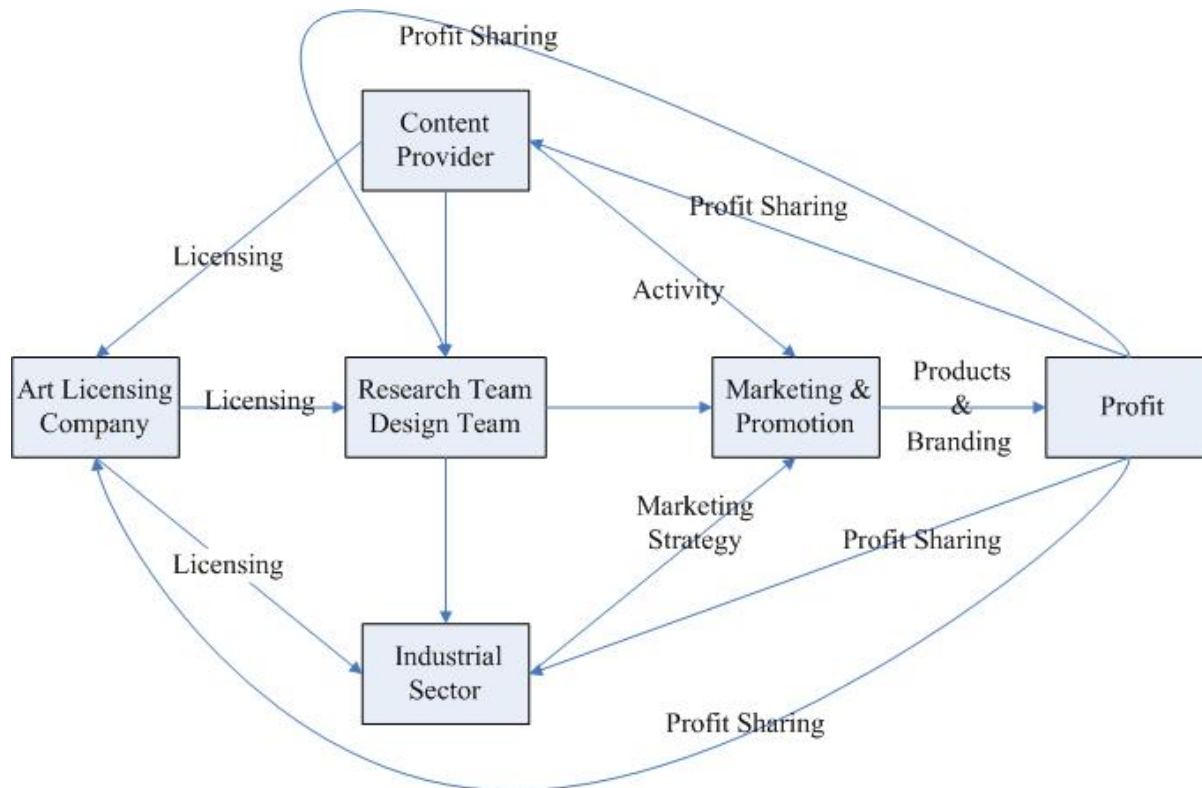 Profit Sharing
Content
Provider
Profit Sharing
Licensing
Activity
Art Licensing
Company
Licensing
Research Team
Design Team
Marketing &
Promotion
Products
&
Branding
Profit
Marketing
Strategy
Profit Sharing
Licensing
Industrial
Sector
Profit Sharing